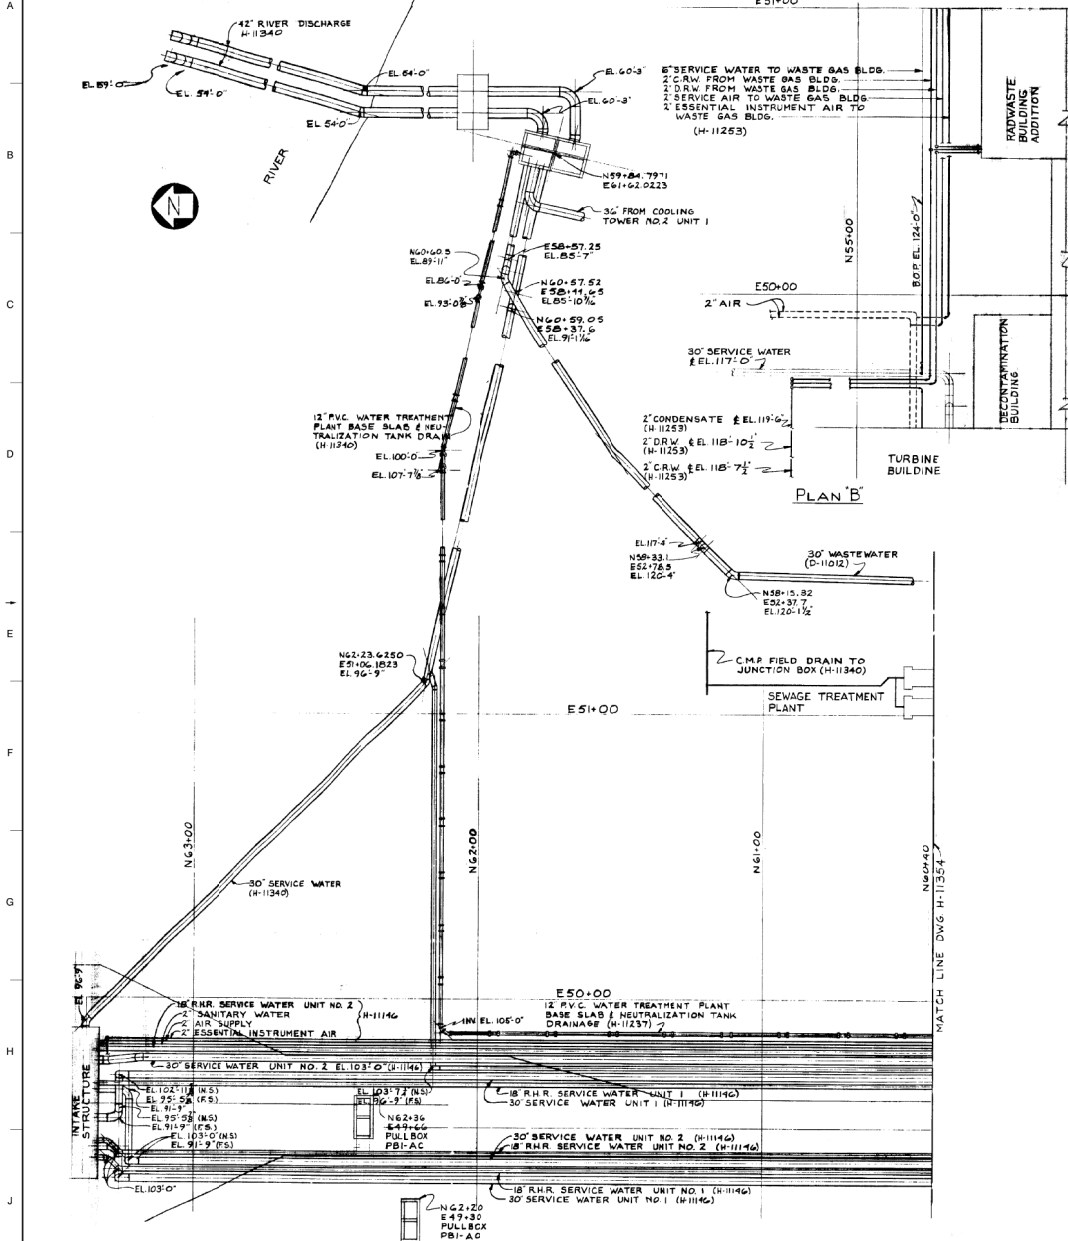 A
B
C
D
E
F
G
H
J
E51+00
42" RIVER DISCHARGE
H-11340
EL. 59'-0"
EL. 54'-0"
EL. 54'-0"
EL. 54'-0"
EL. 60'-3"
EL. 60'-3"
RIVER
N
N59+84.7971
E61+62.0223
36" FROM COOLING
TOWER NO. 2 UNIT 1
6" SERVICE WATER TO WASTE GAS BLDG.
2" C.R.W. FROM WASTE GAS BLDG.
2" D.R.W. FROM WASTE GAS BLDG.
2" SERVICE AIR TO WASTE GAS BLDG.
2" ESSENTIAL INSTRUMENT AIR TO
WASTE GAS BLDG.
(H-11253)
RADWASTE
BUILDING
ADDITION
N55+00
B.O.P. EL. 124'-0"
N60+60.5
EL. 89'-11"
EL. 86'-0"
EL. 93'-0
E58+57.25
EL. 85'-7"
N60+57.52
E58+44.65
EL 85'-10
N60+59.05
E58+37.6
EL. 91'-1
E50+00
2" AIR
30" SERVICE WATER
℄ EL. 117'-0"
DECONTAMINATION
BUILDING
12" P.V.C. WATER TREATMENT
PLANT BASE SLAB & NEU-
TRALIZATION TANK DRAIN
(H-11340)
EL. 100'-0"
EL. 107'-7
2" CONDENSATE ℄ EL. 119'-6"
(H-11253)
2" D.R.W. ℄ EL. 118'-10½"
(H-11253)
2" C.R.W. ℄ EL. 118'-7½"
(H-11253)
TURBINE
BUILDING
PLAN "B"
EL. 117'-4"
N58+33.1
E52+78.5
EL. 120'-4"
30" WASTEWATER
(D-11012)
N58+15.82
E52+37.7
EL. 120'-1½"
N62+23.6250
E51+06.1823
EL. 96'-9"
C.M.P. FIELD DRAIN TO
JUNCTION BOX (H-11340)
SEWAGE TREATMENT
PLANT
E51+00
N63+00
N62+00
N61+00
N60+40
MATCH LINE DWG. H-11354
30" SERVICE WATER
(H-11340)
EL 96'-9"
E50+00
18" R.H.R. SERVICE WATER UNIT NO. 2
2" SANITARY WATER
2" AIR SUPPLY
2" ESSENTIAL INSTRUMENT AIR
H-11146
INV. EL. 105'-0"
12" P.V.C. WATER TREATMENT PLANT
BASE SLAB & NEUTRALIZATION TANK
DRAINAGE (H-11237)
30" SERVICE WATER UNIT NO. 2 EL. 103'-0" (H-11146)
INTAKE
STRUCTURE
EL. 95'-5 (F.S.)
EL. 91'-9"
EL. 95'-5 (N.S.)
EL. 91'-9" (F.S.)
EL. 103'-0" (N.S.)
EL. 91'-9" (F.S.)
EL. 103'-0"
18" R.H.R. SERVICE WATER UNIT 1 (H-11146)
30" SERVICE WATER UNIT 1 (H-11146)
N62+36
E49+66
PULL BOX
PB1-AC
30" SERVICE WATER UNIT NO. 2 (H-11146)
18" R.H.R. SERVICE WATER UNIT NO. 2 (H-11146)
18" R.H.R. SERVICE WATER UNIT NO. 1 (H-11146)
30" SERVICE WATER UNIT NO. 1 (H-11146)
N62+20
E49+30
PULLBOX